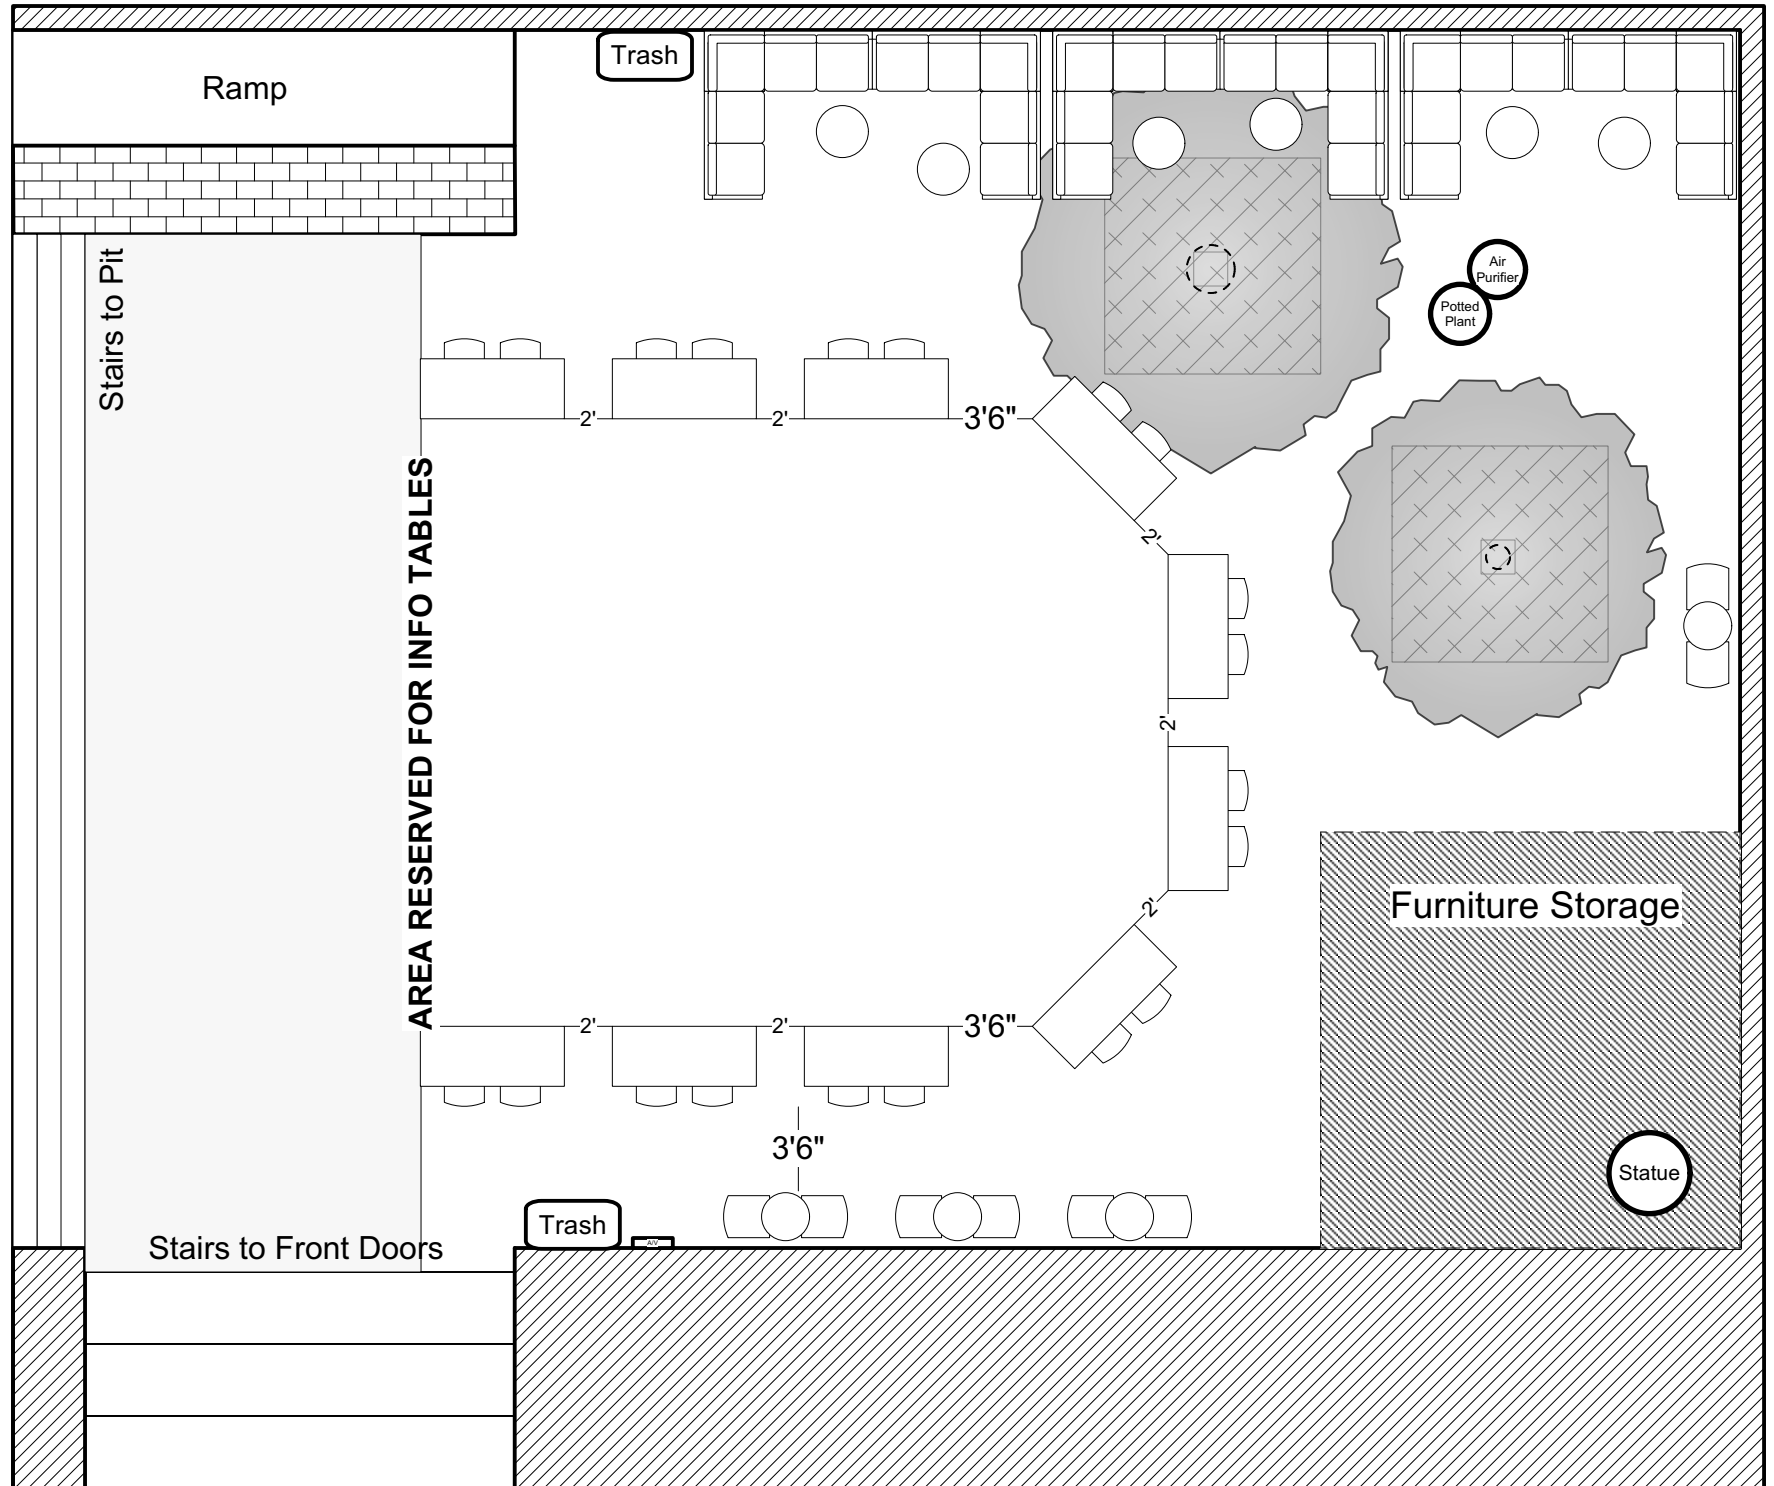 Trash
Ramp
Stairs to Pit
Air
Purifier
Potted
Plant
2'
2'
3'6"
AREA RESERVED FOR INFO TABLES
2'
2'
Furniture Storage
2'
2'
2'
3'6"
3'6"
Statue
Trash
A/V
Stairs to Front Doors